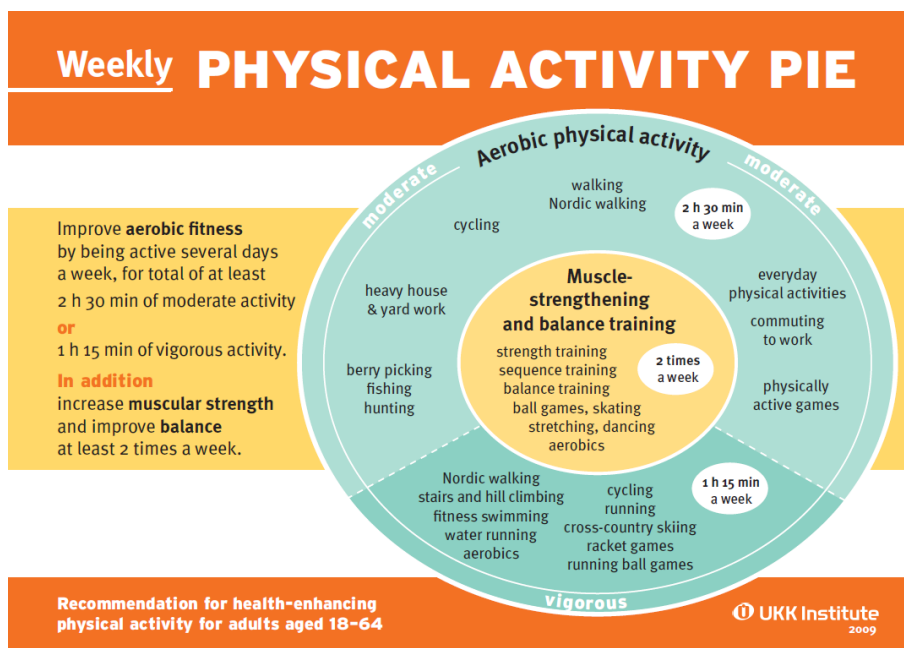 Weekly PHYSICAL ACTIVITY PIE
Improve aerobic fitness
by being active several days
a week, for total of at least
2 h 30 min of moderate activity
or
1 h 15 min of vigorous activity.
In addition
increase muscular strength
and improve balance
at least 2 times a week.
Aerobic physical activity
moderate
moderate
walking
Nordic walking
2 h 30 min
a week
cycling
heavy house
& yard work
berry picking
fishing
hunting
everyday
physical activities
commuting
to work
physically
active games
Muscle-
strengthening
and balance training
strength training
sequence training
balance training
ball games, skating
stretching, dancing
aerobics
2 times
a week
Nordic walking
stairs and hill climbing
fitness swimming
water running
aerobics
cycling
running
cross-country skiing
racket games
running ball games
1 h 15 min
a week
vigorous
Recommendation for health-enhancing
physical activity for adults aged 18–64
UKK Institute
2009